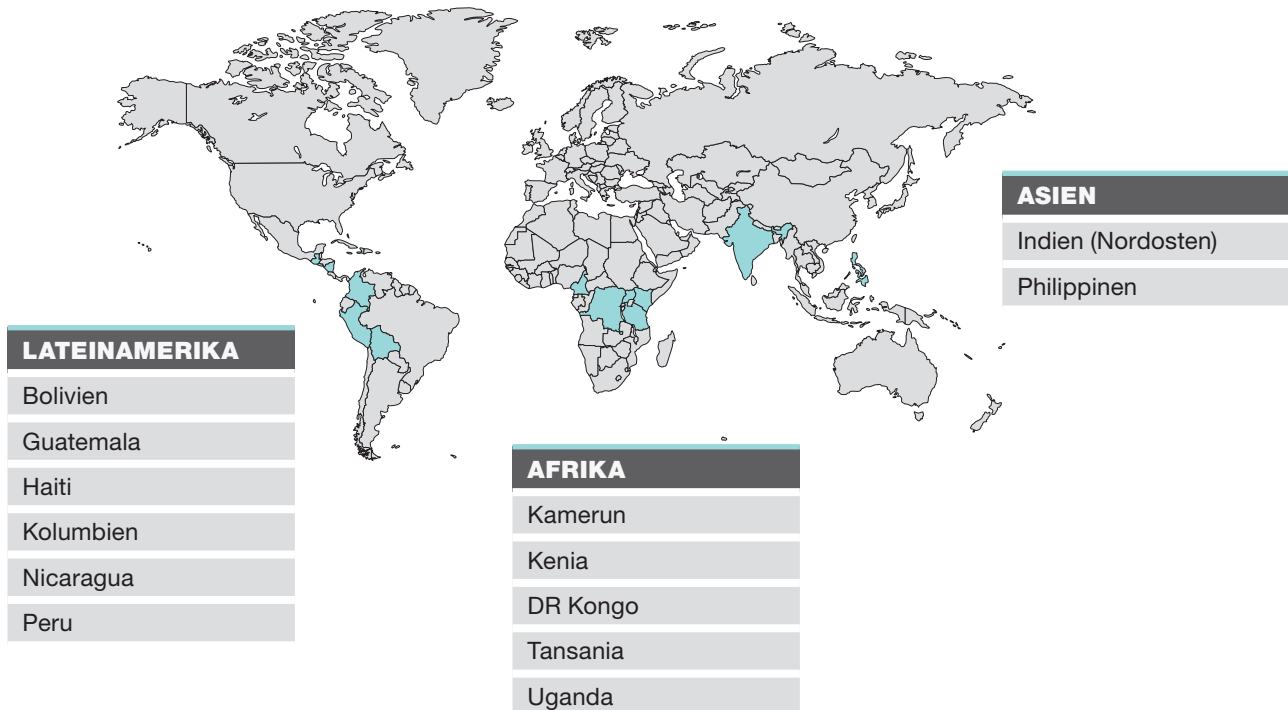 ASIEN
Indien (Nordosten)
Philippinen
LATEINAMERIKA
Bolivien
Guatemala
Haiti
Kolumbien
Nicaragua
Peru
AFRIKA
Kamerun
Kenia
DR Kongo
Tansania
Uganda